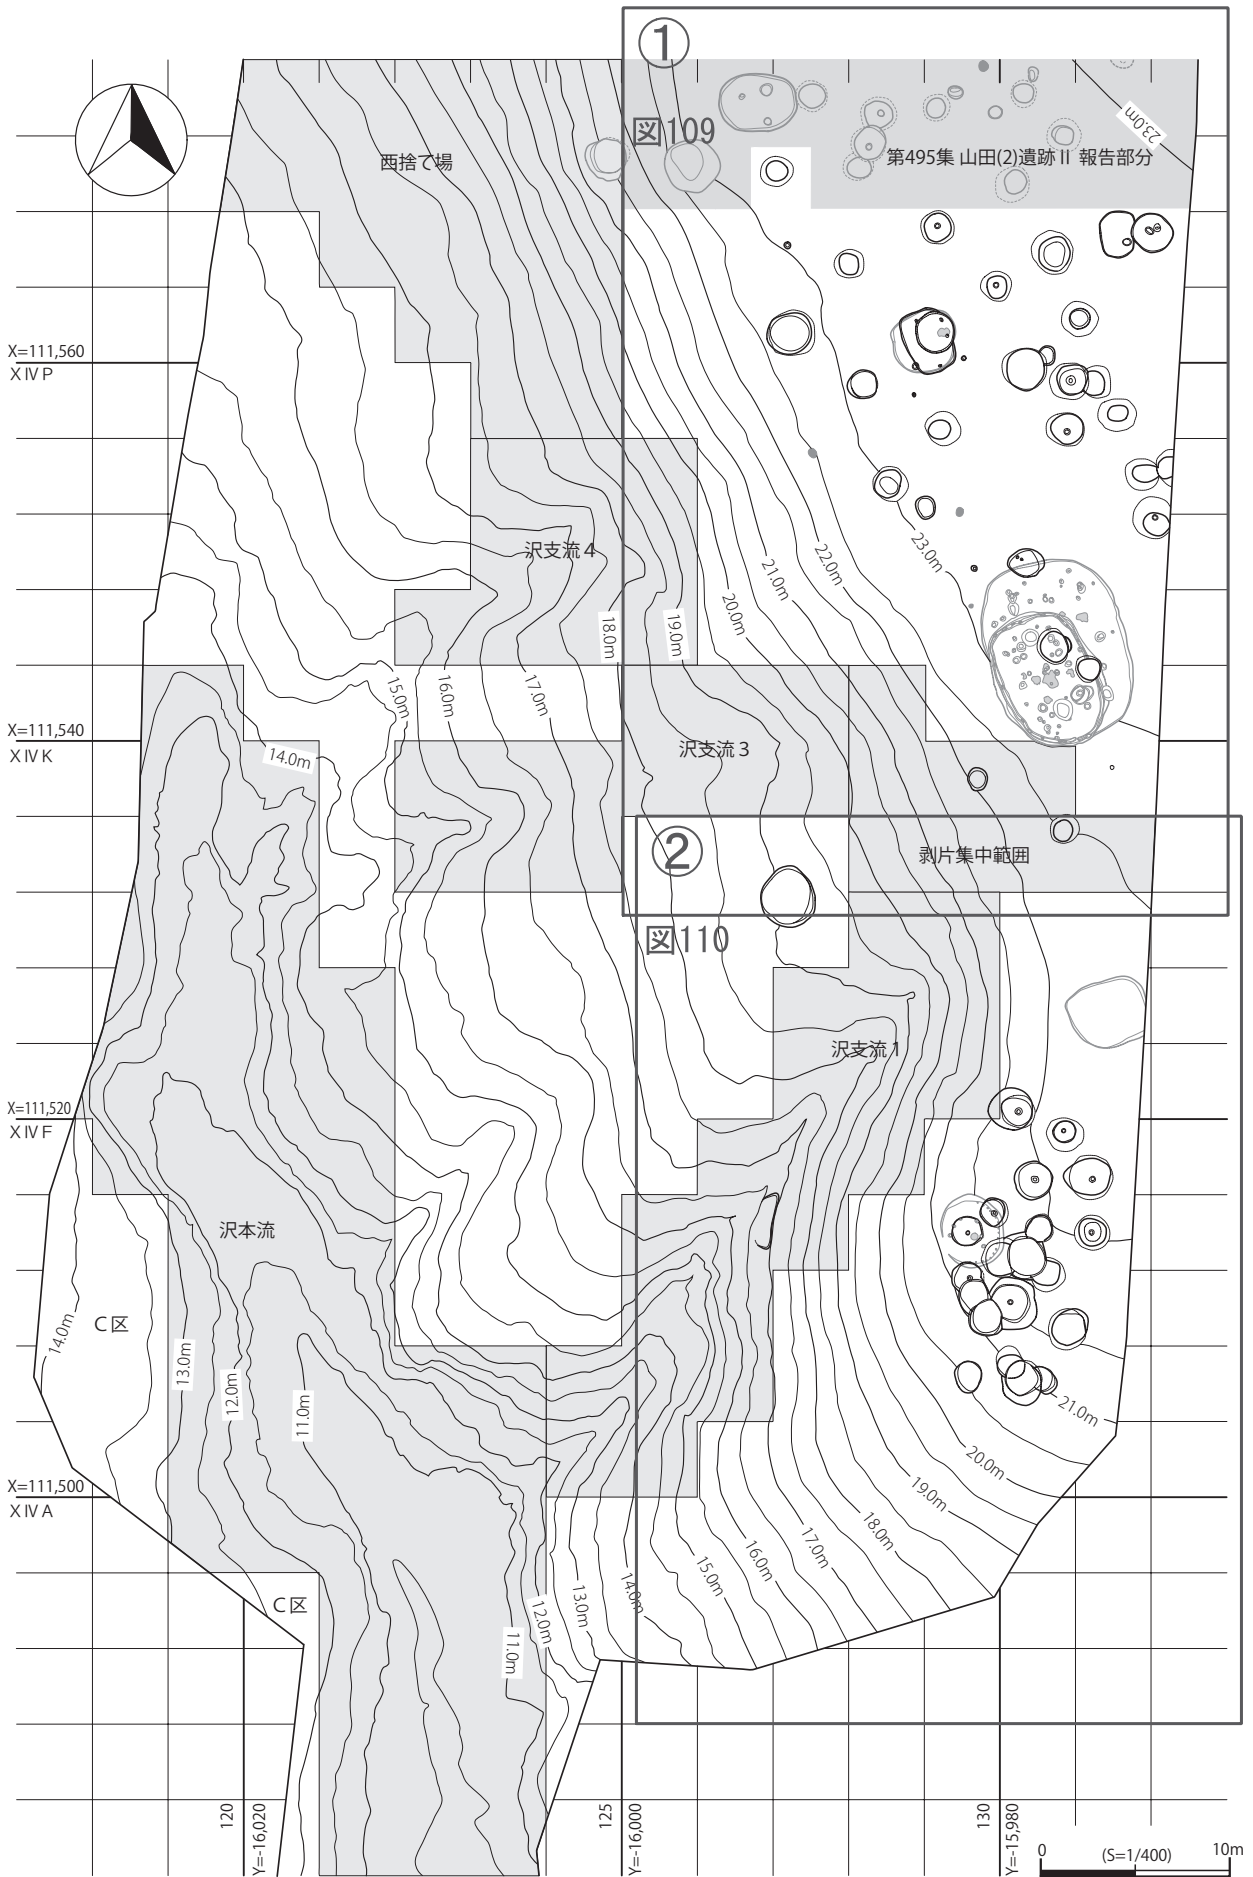 ①
図109
23.0m
西捨て場
第495集 山田(2)遺跡Ⅱ 報告部分
X=111,560
XⅣP
沢支流4
23.0m
22.0m
21.0m
20.0m
19.0m
18.0m
17.0m
16.0m
15.0m
14.0m
X=111,540
XⅣK
沢支流3
②
剥片集中範囲
図110
沢支流1
X=111,520
XⅣF
沢本流
C区
14.0m
13.0m
12.0m
11.0m
21.0m
20.0m
19.0m
18.0m
17.0m
16.0m
15.0m
14.0m
13.0m
12.0m
11.0m
X=111,500
XⅣA
C区
120
Y=-16,020
125
Y=-16,000
130
Y=-15,980
0 (S=1/400) 10m